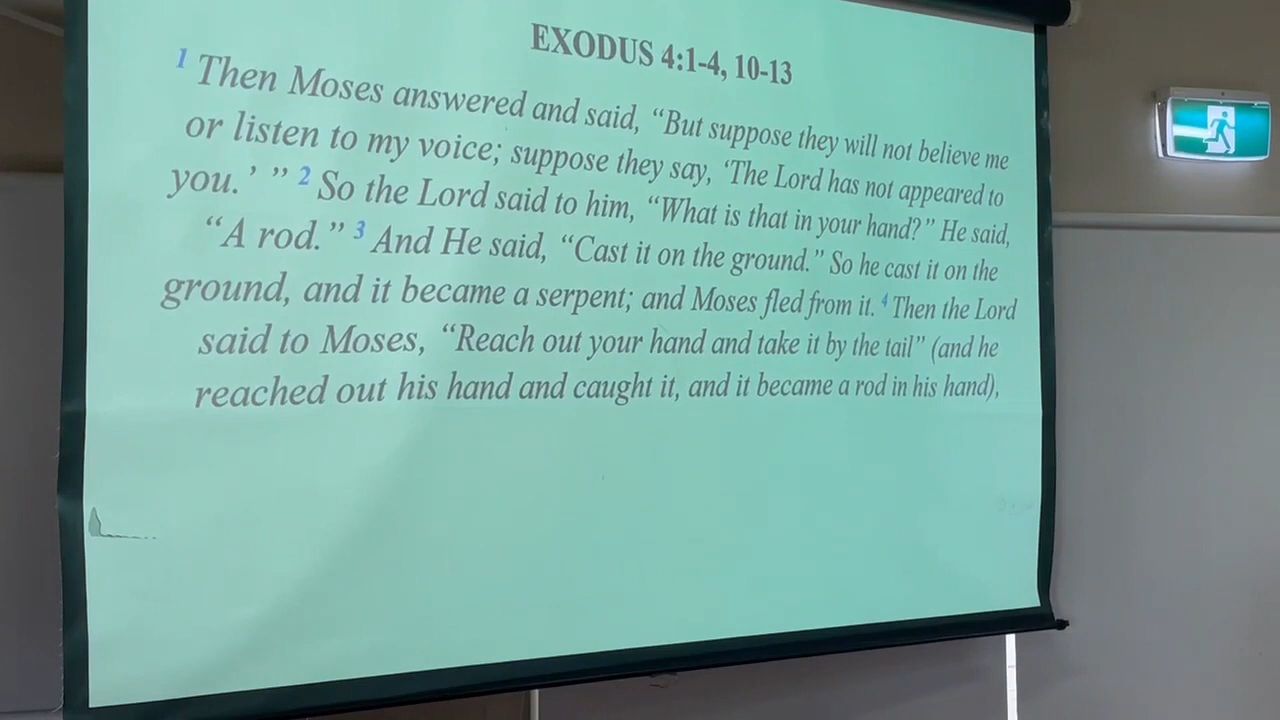 EXODUS 4:1-4, 10-13
1 Then Moses answered and said, “But suppose they will not believe me
or listen to my voice; suppose they say, ‘The Lord has not appeared to
you.’ ” 2 So the Lord said to him, “What is that in your hand?” He said,
“A rod.” 3 And He said, “Cast it on the ground.” So he cast it on the
ground, and it became a serpent; and Moses fled from it. 4 Then the Lord
said to Moses, “Reach out your hand and take it by the tail” (and he
reached out his hand and caught it, and it became a rod in his hand),